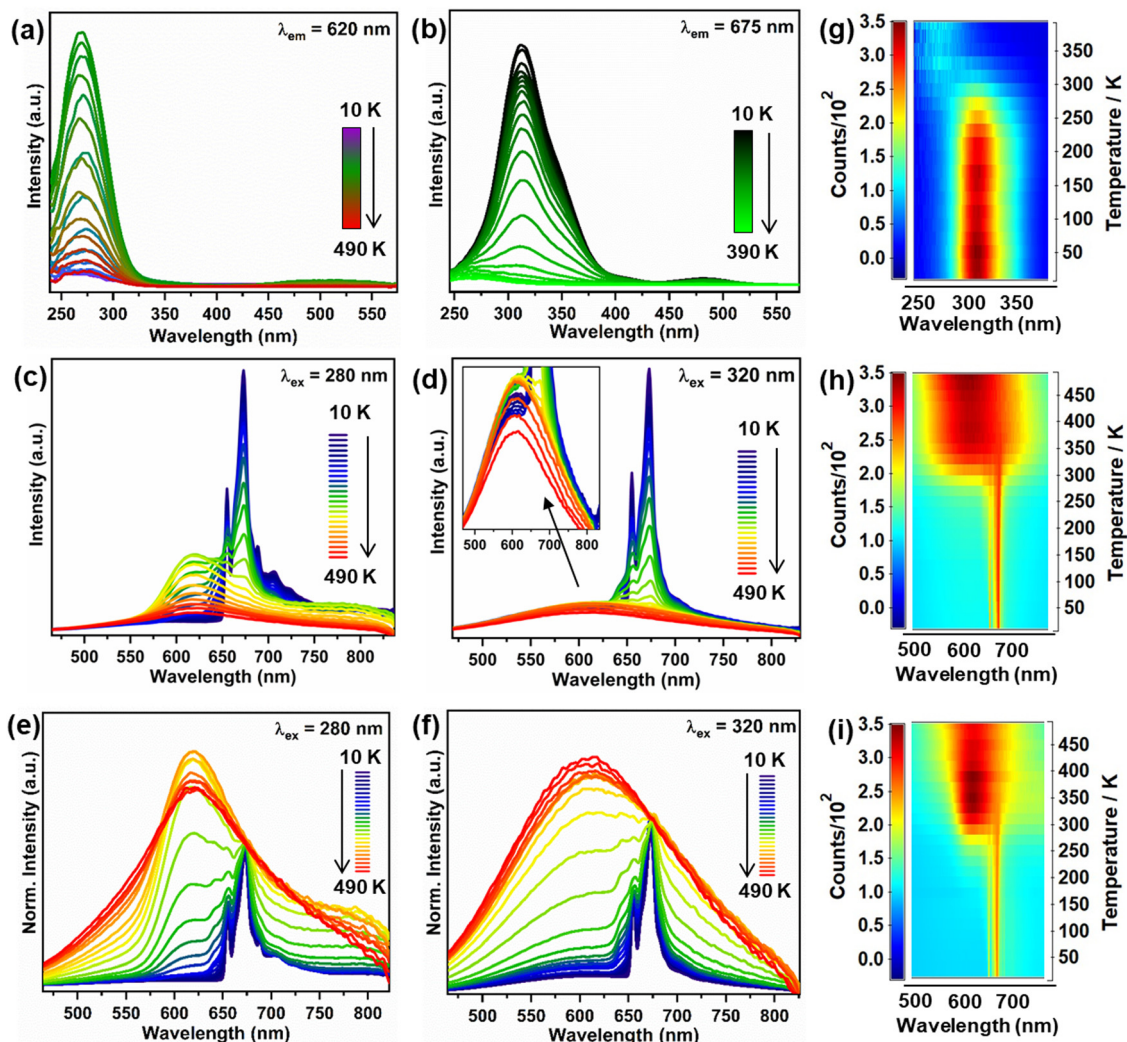 (a)
λem = 620 nm
10 K
490 K
Intensity (a.u.)
250 300 350 400 450 500 550
Wavelength (nm)
(b)
λem = 675 nm
10 K
390 K
Intensity (a.u.)
250 300 350 400 450 500 550
Wavelength (nm)
(g)
Counts/10²
3.5
3.0
2.5
2.0
1.5
1.0
0.5
0.0
350
300
250
200
150
100
50
Temperature / K
250 300 350
Wavelength (nm)
(c)
λex = 280 nm
10 K
490 K
Intensity (a.u.)
500 550 600 650 700 750 800
Wavelength (nm)
(d)
λex = 320 nm
10 K
490 K
500 600 700 800
Intensity (a.u.)
500 550 600 650 700 750 800
Wavelength (nm)
(h)
Counts/10²
3.5
3.0
2.5
2.0
1.5
1.0
0.5
0.0
450
400
350
300
250
200
150
100
50
Temperature / K
500 600 700
Wavelength (nm)
(e)
λex = 280 nm
10 K
490 K
Norm. Intensity (a.u.)
500 550 600 650 700 750 800
Wavelength (nm)
(f)
λex = 320 nm
10 K
490 K
Norm. Intensity (a.u.)
500 550 600 650 700 750 800
Wavelength (nm)
(i)
Counts/10²
3.5
3.0
2.5
2.0
1.5
1.0
0.5
0.0
450
400
350
300
250
200
150
100
50
Temperature / K
500 600 700
Wavelength (nm)